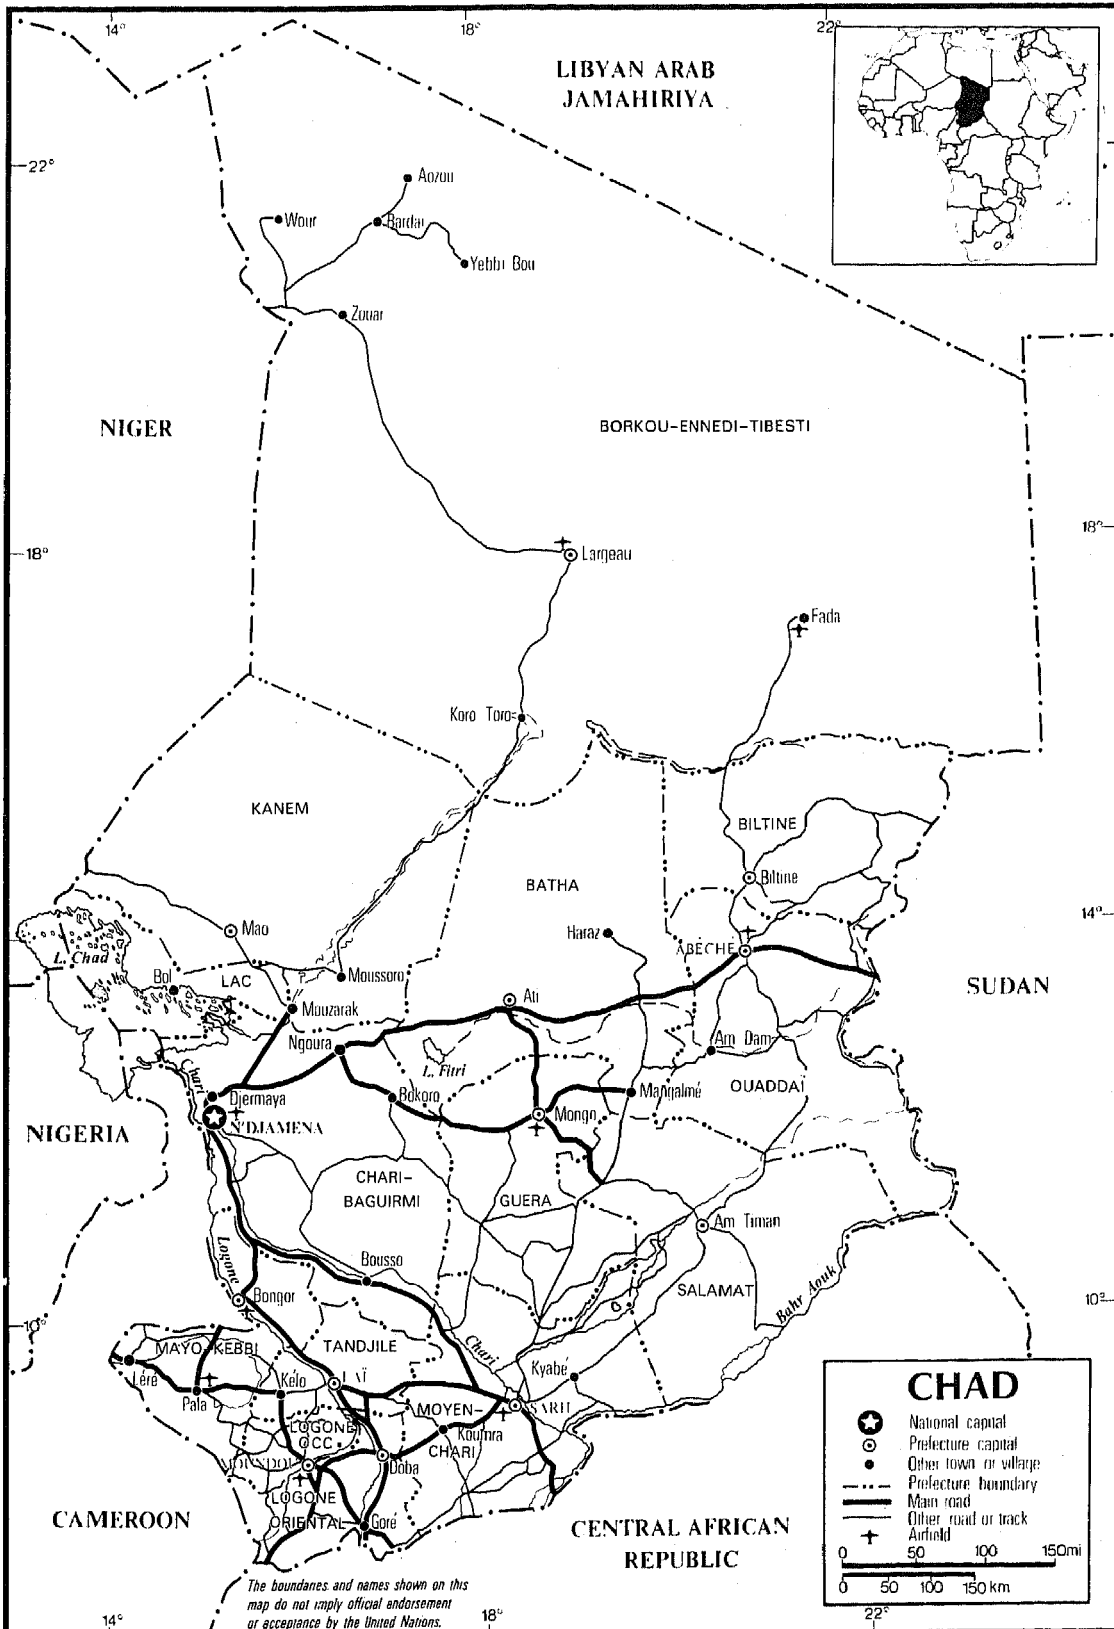 14°
18°
22°
LIBYAN ARAB
JAMAHIRIYA
22°
Aozou
Wour
Bardai
Yebbi Bou
Zouar
NIGER
BORKOU-ENNEDI-TIBESTI
18°
18°
Largeau
Fada
Koro Toro
KANEM
BILTINE
BATHA
Biltine
14°
Mao
Haraz
ABÉCHÉ
L. Chad
Bol
LAC
Moussoro
SUDAN
Mouzarak
Ati
Ngoura
Am Dam
L. Fitri
OUADDAI
Chari
Djermaya
Bokoro
Mangalmé
Mongo
NIGERIA
N'DJAMENA
CHARI-
BAGUIRMI
GUERA
Am Timan
Logone
Bousso
SALAMAT
Bahr Aouk
Bongor
10°
10°
MAYO-KEBBI
TANDJILE
Chari
Kyabé
Léré
Pala
Kélo
LAÏ
MOYEN-
CHARI
SARH
LOGONE
OCC.
Koumra
MOUNDOU
Doba
LOGONE
ORIENTAL
Goré
CAMEROON
CENTRAL AFRICAN
REPUBLIC
CHAD
National capital
Prefecture capital
Other town or village
Prefecture boundary
Main road
Other road or track
Airfield
0 50 100 150mi
0 50 100 150 km
The boundaries and names shown on this
map do not imply official endorsement
or acceptance by the United Nations.
14°
18°
22°